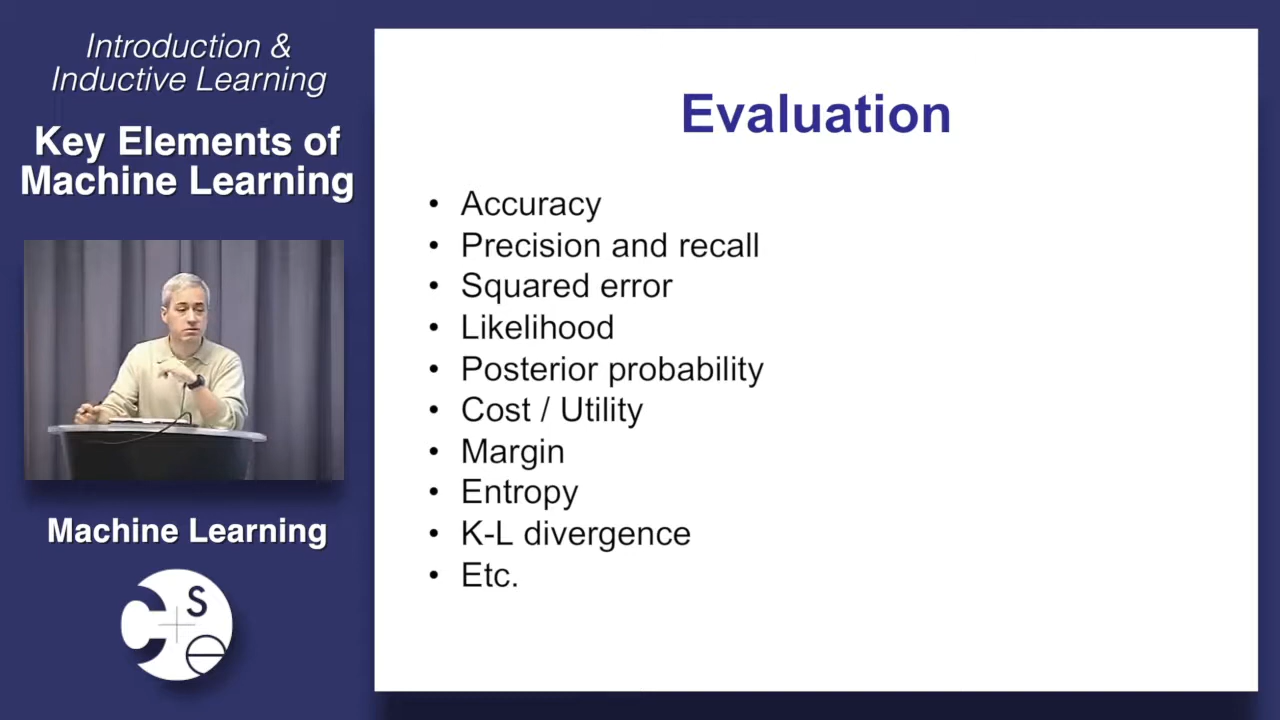 Introduction &
Inductive Learning
Key Elements of
Machine Learning
Machine Learning
C S e
Evaluation
• Accuracy
• Precision and recall
• Squared error
• Likelihood
• Posterior probability
• Cost / Utility
• Margin
• Entropy
• K-L divergence
• Etc.